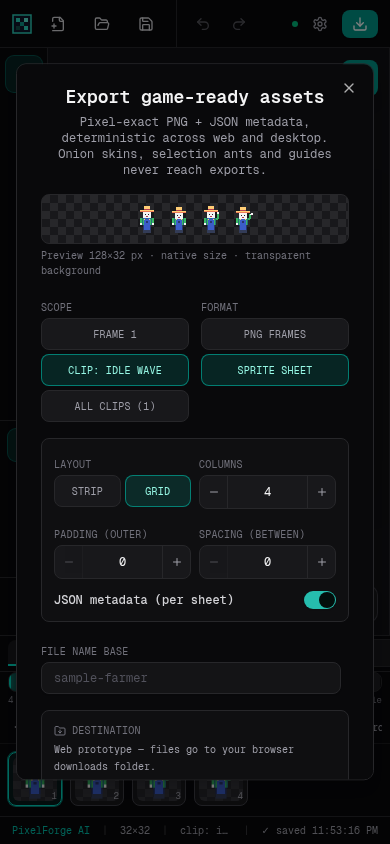 Export game-ready assets
Pixel-exact PNG + JSON metadata,
deterministic across web and desktop.
Onion skins, selection ants and guides
never reach exports.
Preview 128×32 px · native size · transparent
background
SCOPE
FORMAT
FRAME 1
PNG FRAMES
CLIP: IDLE WAVE
SPRITE SHEET
ALL CLIPS (1)
LAYOUT
COLUMNS
STRIP
GRID
− 4 +
PADDING (OUTER)
SPACING (BETWEEN)
− 0 +
− 0 +
JSON metadata (per sheet)
FILE NAME BASE
sample-farmer
DESTINATION
Web prototype — files go to your browser
downloads folder.
1
2
3
4
PixelForge AI | 32×32 | clip: i… | ✓ saved 11:53:16 PM